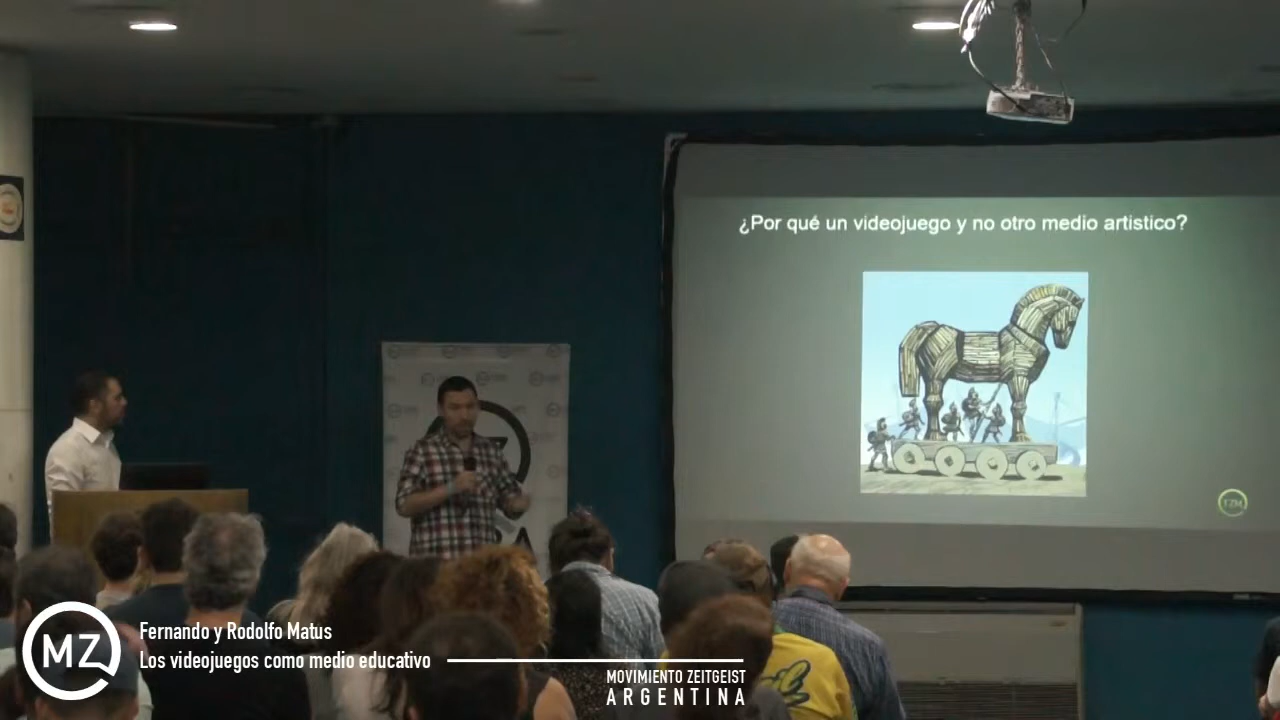 ¿Por qué un videojuego y no otro medio artistico?
TZM
MZ
Fernando y Rodolfo Matus
Los videojuegos como medio educativo
MOVIMIENTO ZEITGEIST
ARGENTINA